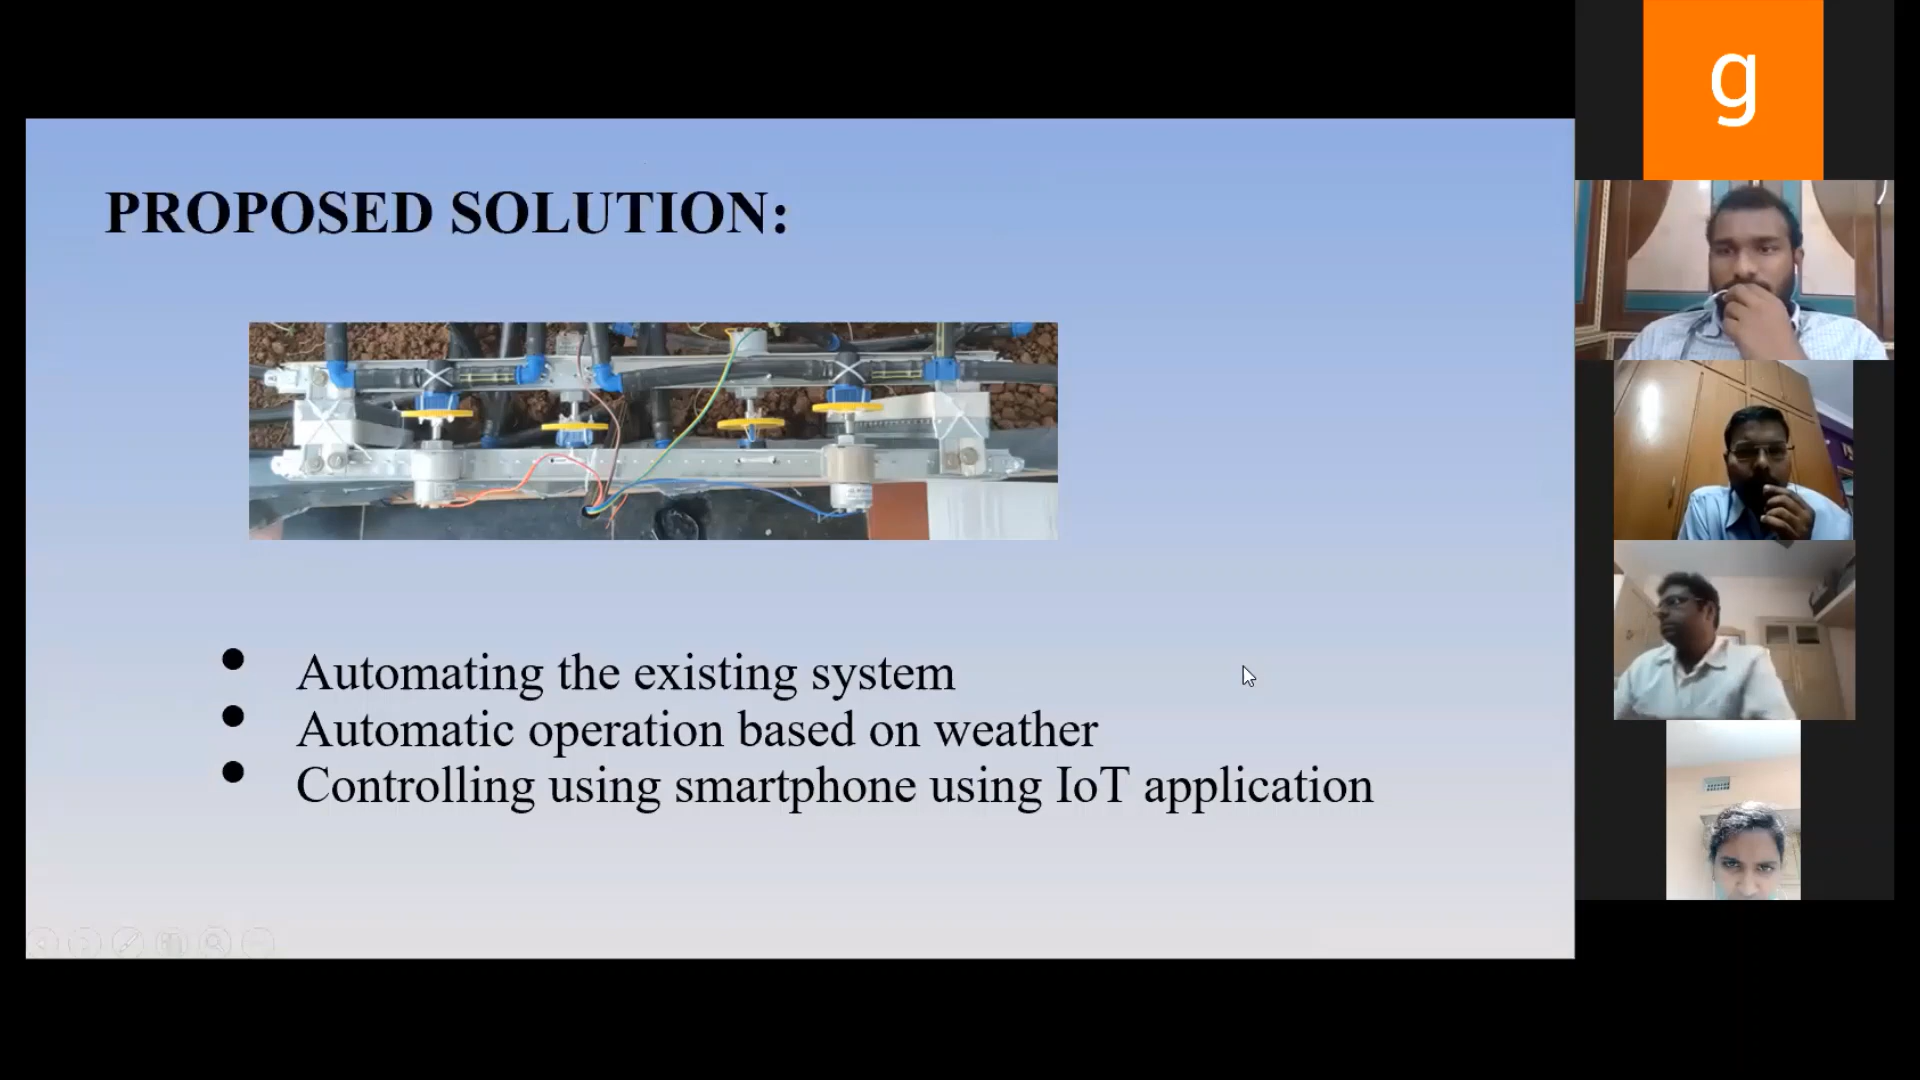 g
PROPOSED SOLUTION:
• Automating the existing system
• Automatic operation based on weather
• Controlling using smartphone using IoT application